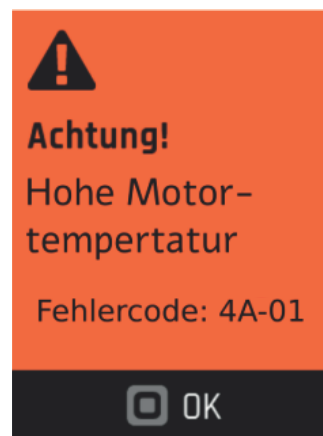 Achtung!
Hohe Motor-
tempertatur
Fehlercode: 4A-01
OK